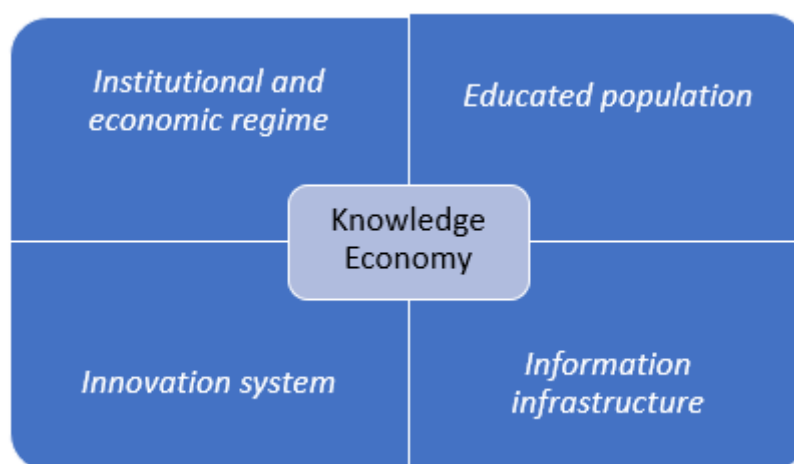 Institutional and
economic regime
Educated population
Knowledge
Economy
Innovation system
Information
infrastructure